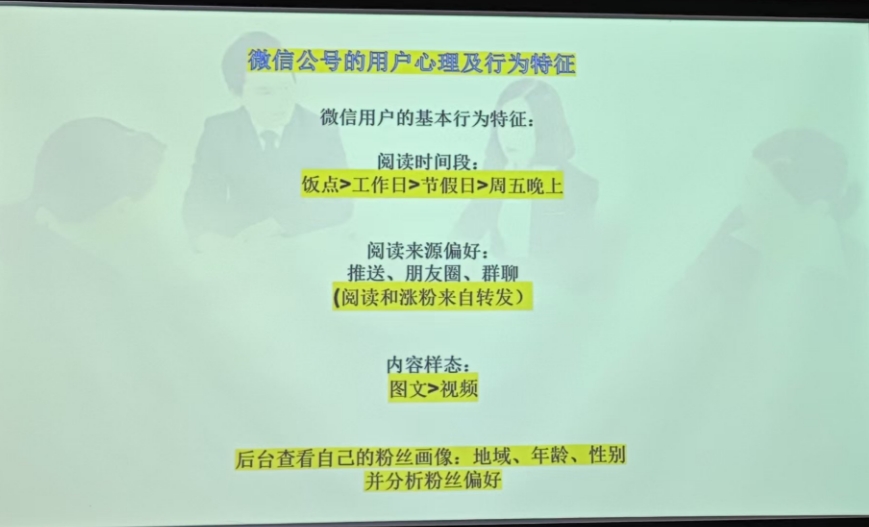 微信公号的用户心理及行为特征
微信用户的基本行为特征：
阅读时间段：
饭点>工作日>节假日>周五晚上
阅读来源偏好：
推送、朋友圈、群聊
(阅读和涨粉来自转发）
内容样态：
图文>视频
后台查看自己的粉丝画像：地域、年龄、性别
并分析粉丝偏好